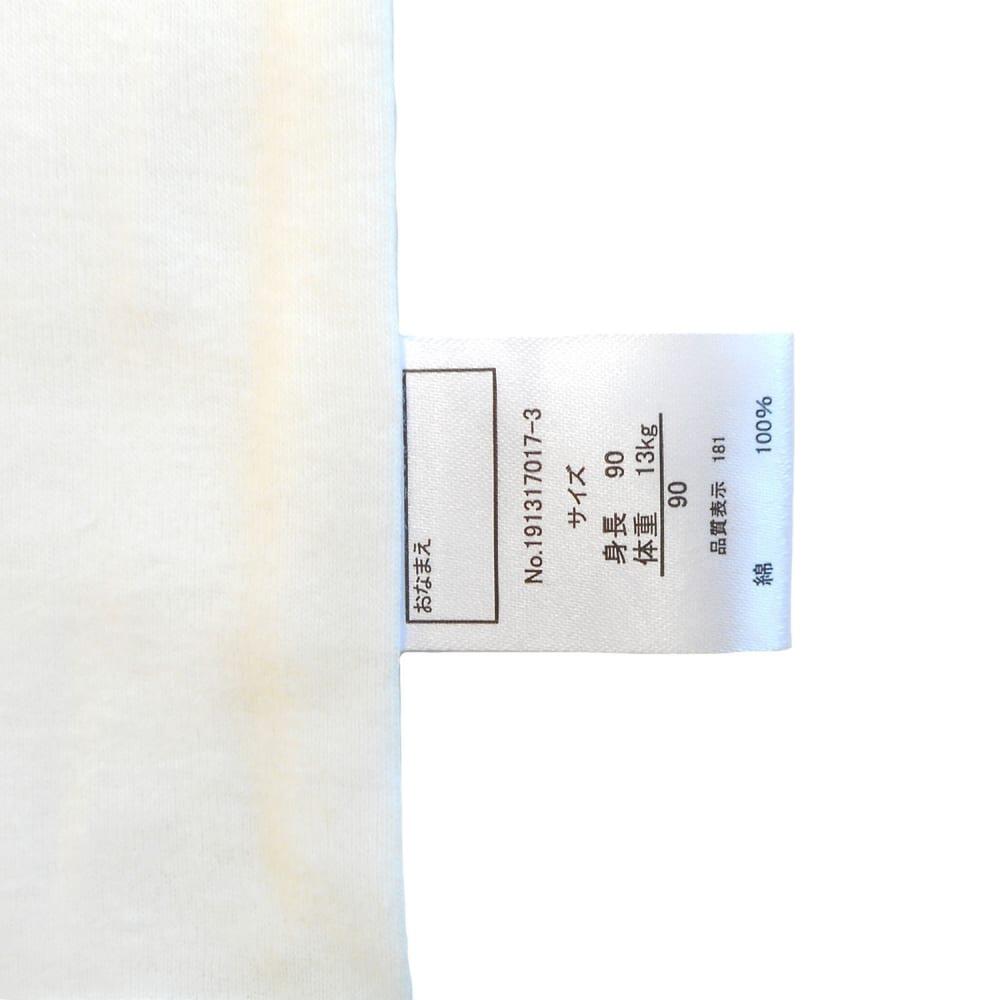 おなまえ
No.191317017-3
サイズ
身長 90
体重 13kg
90
品質表示 181
綿 100%